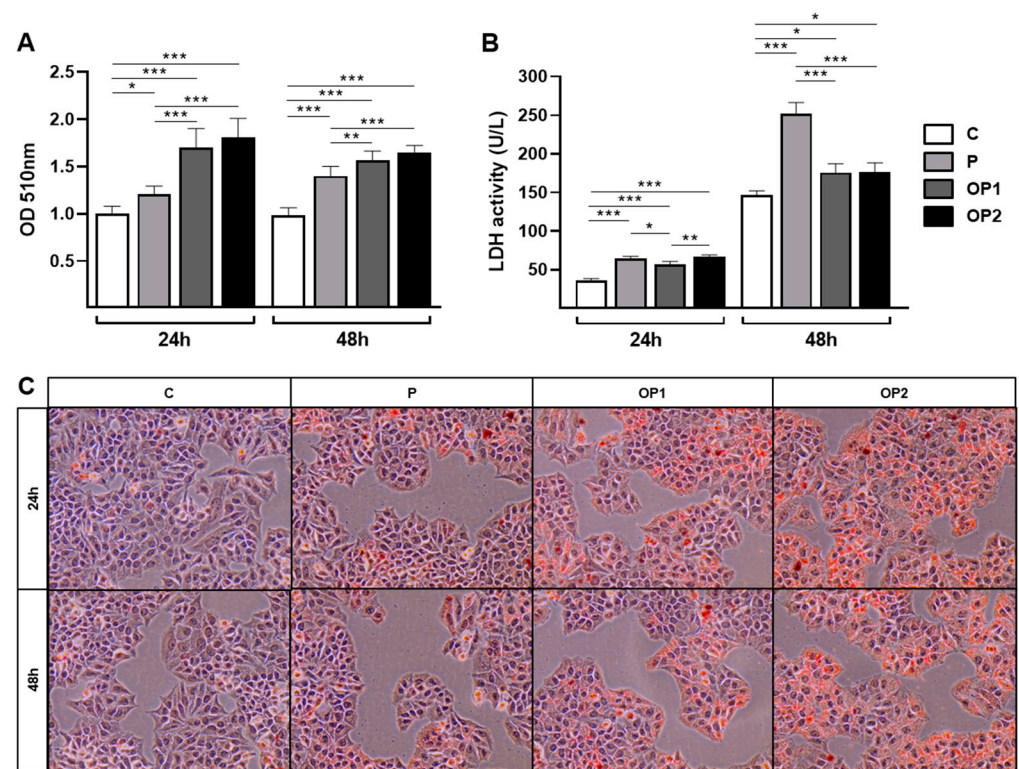 A
OD 510nm
2.5
2.0
1.5
1.0
0.5
***
***
*
***
***
***
***
***
***
**
24h
48h
B
LDH activity (U/L)
300
250
200
150
100
50
***
***
***
*
**
*
*
***
***
***
24h
48h
C
P
OP1
OP2
C
C
P
OP1
OP2
24h
48h